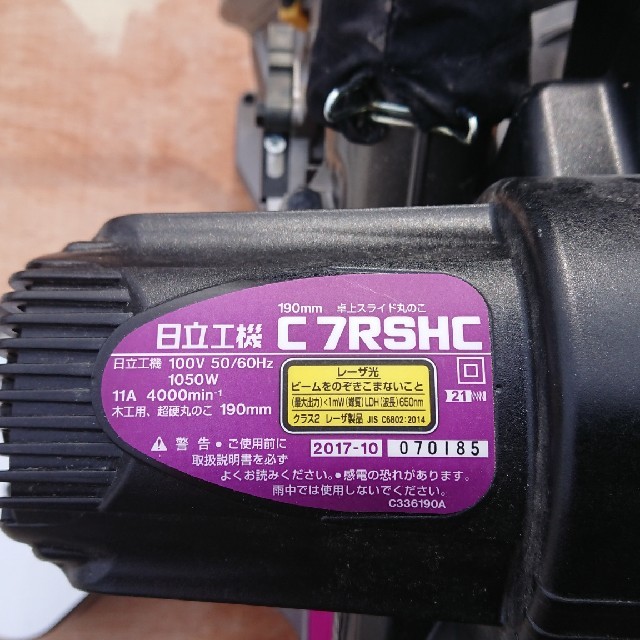 190mm 卓上スライド丸のこ
日立工機 C 7RSHC
日立工機 100V 50/60Hz
1050W
11A 4000min⁻¹
木工用、超硬丸のこ 190mm
レーザ光
ビームをのぞきこまないこと
(最大出力)<1mW(媒質)LDH(波長)650nm
クラス2 レーザ製品 JIS C6802:2014
21
警告 ・ご使用前に
取扱説明書を必ず
よくお読みください。・感電の恐れがあります。
雨中では使用しないでください。
2017-10 070185
C336190A